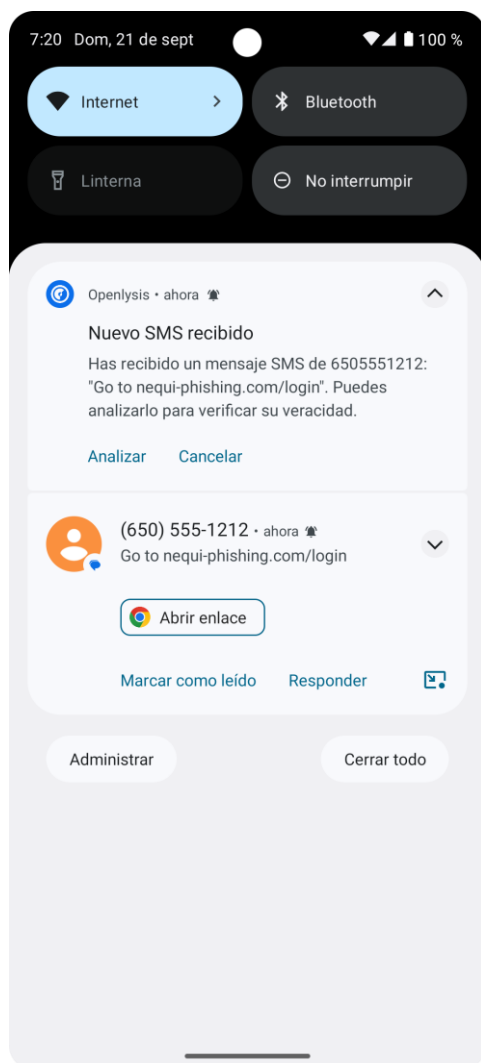 7:20 Dom, 21 de sept 100 %
Internet Bluetooth
Linterna No interrumpir
Openlysis • ahora
Nuevo SMS recibido
Has recibido un mensaje SMS de 6505551212:
"Go to nequi-phishing.com/login". Puedes
analizarlo para verificar su veracidad.
Analizar Cancelar
(650) 555-1212 • ahora
Go to nequi-phishing.com/login
Abrir enlace
Marcar como leído Responder
Administrar Cerrar todo